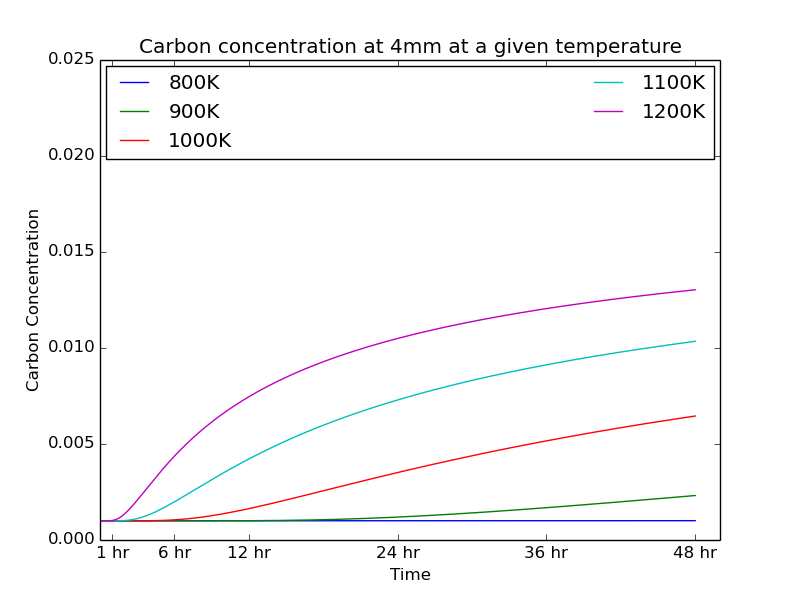 Carbon concentration at 4mm at a given temperature
0.025
800K
900K
1000K
1100K
1200K
0.020
0.015
0.010
0.005
0.000
Carbon Concentration
1 hr
6 hr
12 hr
24 hr
36 hr
48 hr
Time